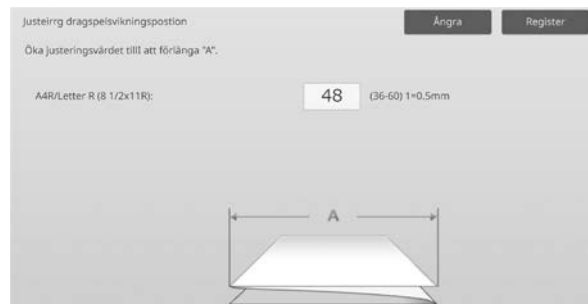 Justeirrg dragspelsvikningspostion
Ångra
Register
Öka justeringsvärdet tilll att förlänga "A".
A4R/Letter R (8 1/2x11R):
48
(36-60) 1=0.5mm
A